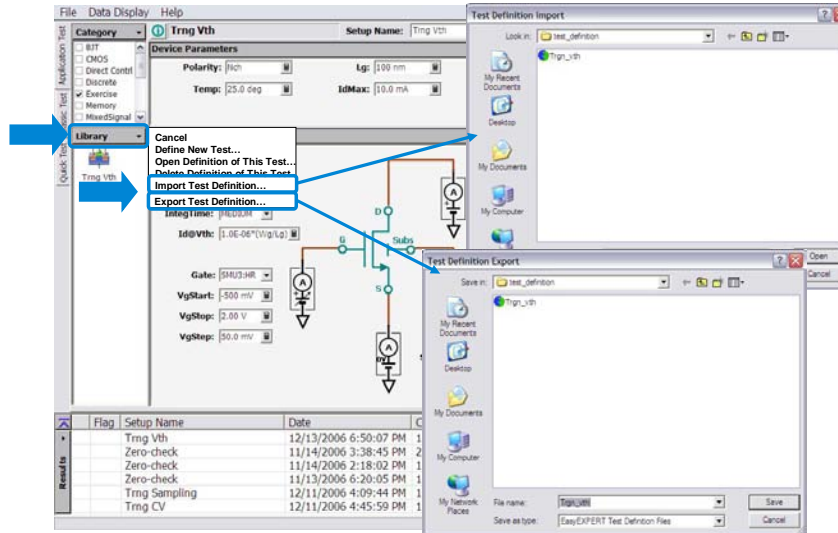 File Data Display Help
Category
BJT
CMOS
Direct Contrl
Discrete
Exercise
Memory
MixedSignal
Library
Trng Vth
Application Test
Classic Test
Quick Test
Trng Vth
Setup Name: Trng Vth
Device Parameters
Polarity: Nch
Lg: 100 nm
Temp: 25.0 deg
IdMax: 10.0 mA
Cancel
Define New Test...
Open Definition of This Test...
Delete Definition of This Test
Import Test Definition...
Export Test Definition...
IntegTime: MEDIUM
Id@Vth: 1.0E-06*(Wg/Lg)
Gate: SMU3:HR
VgStart: -500 mV
VgStop: 2.00 V
VgStep: 50.0 mV
D
G
Subs
S
A
A
A
Results
Flag Setup Name Date
Trng Vth 12/13/2006 6:50:07 PM
Zero-check 11/14/2006 3:38:45 PM
Zero-check 11/14/2006 2:18:02 PM
Zero-check 11/13/2006 6:20:05 PM
Trng Sampling 12/11/2006 4:09:44 PM
Trng CV 12/11/2006 4:45:59 PM
Test Definition Import
Look in: test_definition
Trgn_vth
My Recent Documents
Desktop
My Documents
My Computer
Open
Cancel
Test Definition Export
Save in: test_definition
Trgn_vth
My Recent Documents
Desktop
My Documents
My Computer
My Network Places
File name: Trgn_vth
Save as type: EasyEXPERT Test Definition Files
Save
Cancel